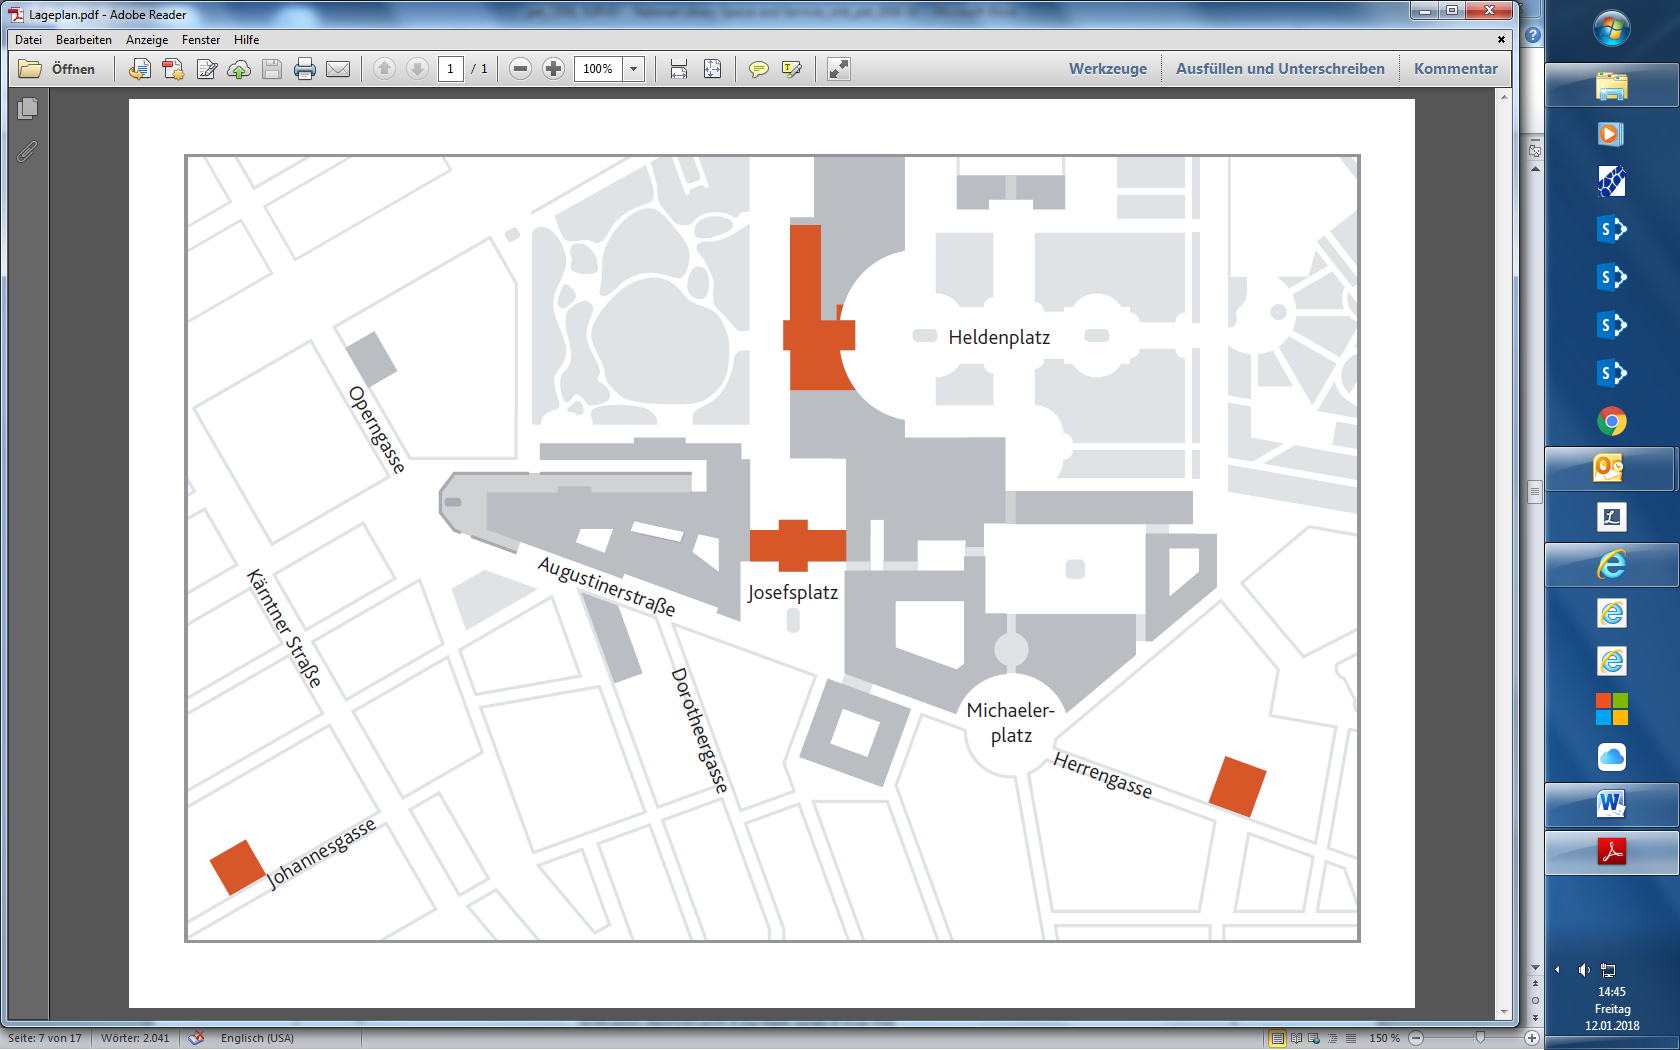 Lageplan.pdf - Adobe Reader
Datei Bearbeiten Anzeige Fenster Hilfe
Öffnen 1 / 1 100% Werkzeuge Ausfüllen und Unterschreiben Kommentar
Heldenplatz
Operngasse
Augustinerstraße
Josefsplatz
Kärntner Straße
Dorotheergasse
Michaeler-
platz
Herrengasse
Johannesgasse
14:45
Freitag
12.01.2018
Seite: 7 von 17 Wörter: 2.041 Englisch (USA) 150 %